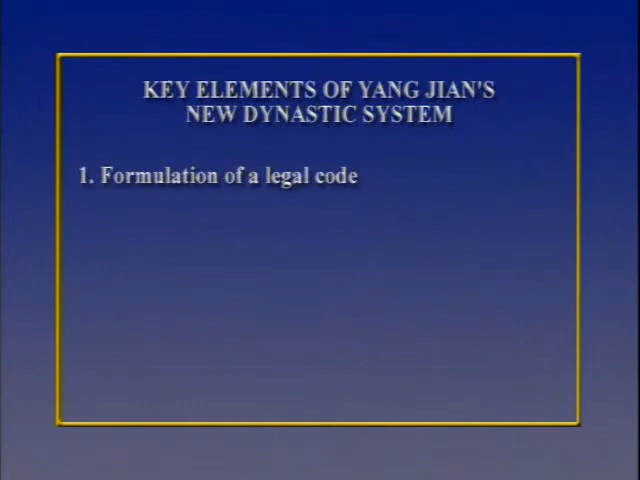 KEY ELEMENTS OF YANG JIAN'S
NEW DYNASTIC SYSTEM
1. Formulation of a legal code